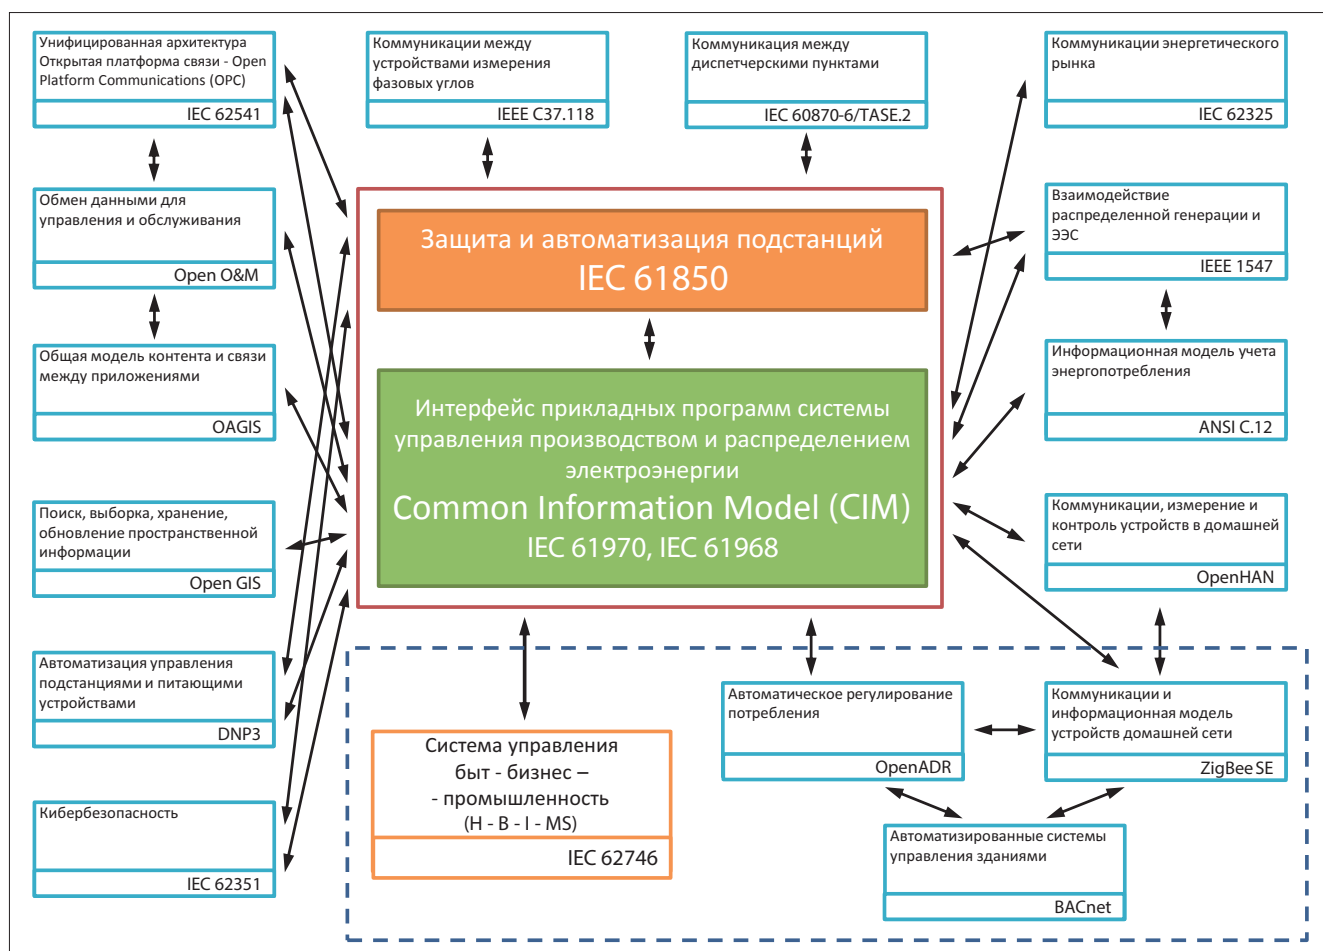 Унифицированная архитектура
Открытая платформа связи - Open
Platform Communications (OPC)
IEC 62541
Коммуникации между
устройствами измерения
фазовых углов
IEEE C37.118
Коммуникация между
диспетчерскими пунктами
IEC 60870-6/TASE.2
Коммуникации энергетического
рынка
IEC 62325
Обмен данными для
управления и обслуживания
Open O&M
Защита и автоматизация подстанций
IEC 61850
Взаимодействие
распределенной генерации и
ЭЭС
IEEE 1547
Общая модель контента и связи
между приложениями
OAGIS
Интерфейс прикладных программ системы
управления производством и распределением
электроэнергии
Common Information Model (CIM)
IEC 61970, IEC 61968
Информационная модель учета
энергопотребления
ANSI C.12
Поиск, выборка, хранение,
обновление пространственной
информации
Open GIS
Коммуникации, измерение и
контроль устройств в домашней
сети
OpenHAN
Автоматизация управления
подстанциями и питающими
устройствами
DNP3
Система управления
быт - бизнес –
- промышленность
(H - B - I - MS)
IEC 62746
Автоматическое регулирование
потребления
OpenADR
Коммуникации и
информационная модель
устройств домашней сети
ZigBee SE
Кибербезопасность
IEC 62351
Автоматизированные системы
управления зданиями
BACnet